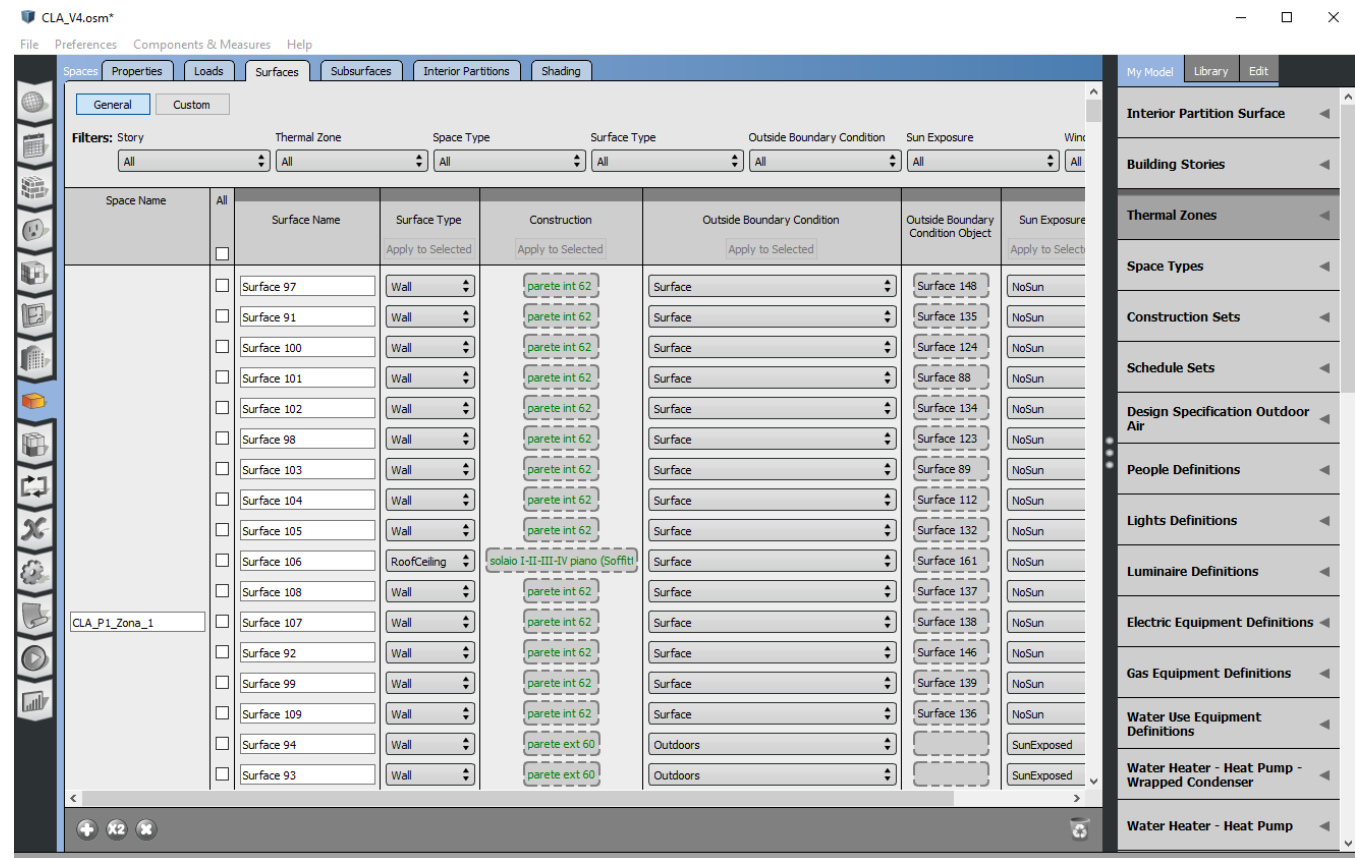 CLA_V4.osm*
File Preferences Components & Measures Help
Spaces Properties Loads Surfaces Subsurfaces Interior Partitions Shading
My Model Library Edit
General Custom
Filters: Story Thermal Zone Space Type Surface Type Outside Boundary Condition Sun Exposure Wind
All All All All All All All
Space Name All Surface Name Surface Type Construction Outside Boundary Condition Outside Boundary Condition Object Sun Exposure
Apply to Selected Apply to Selected Apply to Selected Apply to Select
Surface 97 Wall parete int 62 Surface Surface 148 NoSun
Surface 91 Wall parete int 62 Surface Surface 135 NoSun
Surface 100 Wall parete int 62 Surface Surface 124 NoSun
Surface 101 Wall parete int 62 Surface Surface 88 NoSun
Surface 102 Wall parete int 62 Surface Surface 134 NoSun
Surface 98 Wall parete int 62 Surface Surface 123 NoSun
Surface 103 Wall parete int 62 Surface Surface 89 NoSun
Surface 104 Wall parete int 62 Surface Surface 112 NoSun
Surface 105 Wall parete int 62 Surface Surface 132 NoSun
Surface 106 RoofCeiling solaio I-II-III-IV piano (Soffitt Surface Surface 161 NoSun
Surface 108 Wall parete int 62 Surface Surface 137 NoSun
CLA_P1_Zona_1 Surface 107 Wall parete int 62 Surface Surface 138 NoSun
Surface 92 Wall parete int 62 Surface Surface 146 NoSun
Surface 99 Wall parete int 62 Surface Surface 139 NoSun
Surface 109 Wall parete int 62 Surface Surface 136 NoSun
Surface 94 Wall parete ext 60 Outdoors SunExposed
Surface 93 Wall parete ext 60 Outdoors SunExposed
X2
Interior Partition Surface
Building Stories
Thermal Zones
Space Types
Construction Sets
Schedule Sets
Design Specification Outdoor
Air
People Definitions
Lights Definitions
Luminaire Definitions
Electric Equipment Definitions
Gas Equipment Definitions
Water Use Equipment
Definitions
Water Heater - Heat Pump -
Wrapped Condenser
Water Heater - Heat Pump